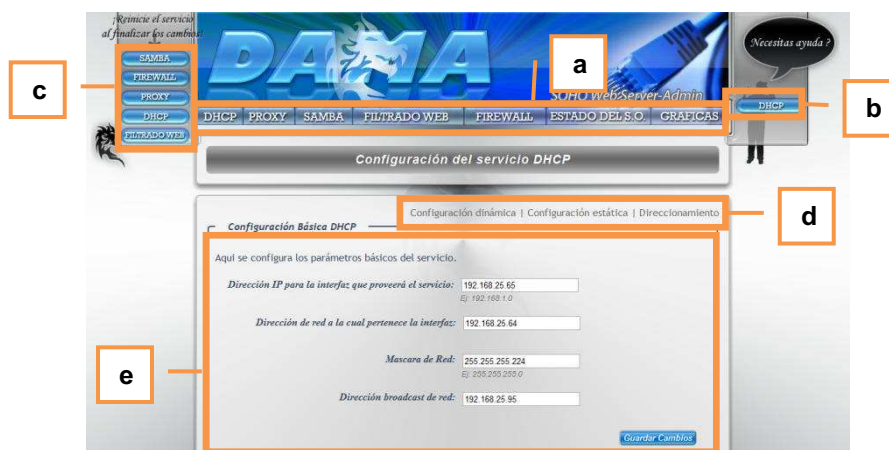 ¡Reinicie el servicio
al finalizar los cambios!
SAMBA
FIREWALL
PROXY
DHCP
FILTRADO WEB
c
DAMA
a
SOHO Web Server-Admin
Necesitas ayuda ?
DHCP
b
DHCP PROXY SAMBA FILTRADO WEB FIREWALL ESTADO DEL S.O. GRAFICAS
Configuración del servicio DHCP
Configuración dinámica | Configuración estática | Direccionamiento
d
Configuración Básica DHCP
Aqui se configura los parámetros básicos del servicio.
Dirección IP para la interfaz que proveerá el servicio: 192.168.25.65
Ej: 192.168.1.0
Dirección de red a la cual pertenece la interfaz: 192.168.25.64
Mascara de Red: 255.255.255.224
Ej: 255.255.255.0
e
Dirección broadcast de red: 192.168.25.95
Guardar Cambios